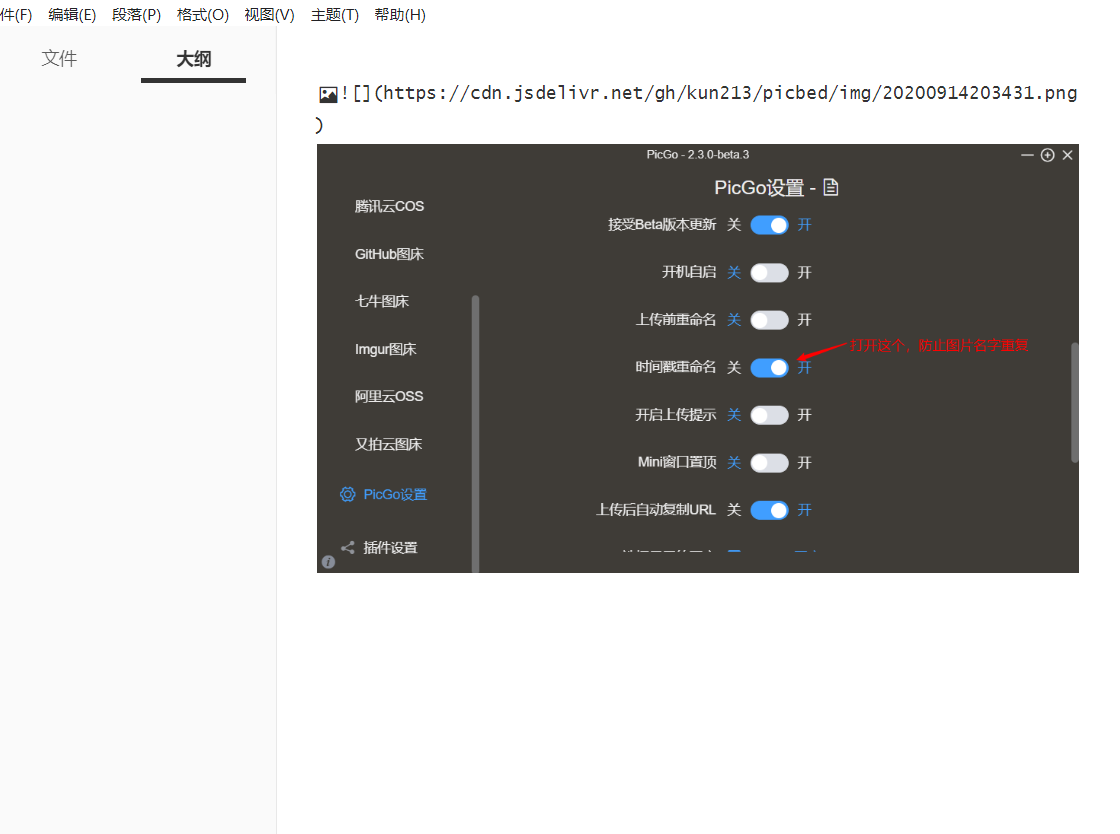 件(F) 编辑(E) 段落(P) 格式(O) 视图(V) 主题(T) 帮助(H)
文件 大纲
![](https://cdn.jsdelivr.net/gh/kun213/picbed/img/20200914203431.png
)
PicGo - 2.3.0-beta.3
PicGo设置 -
腾讯云COS
GitHub图床
七牛图床
Imgur图床
阿里云OSS
又拍云图床
PicGo设置
插件设置
接受Beta版本更新 关 开
开机自启 关 开
上传前重命名 关 开
时间戳重命名 关 开
打开这个，防止图片名字重复
开启上传提示 关 开
Mini窗口置顶 关 开
上传后自动复制URL 关 开